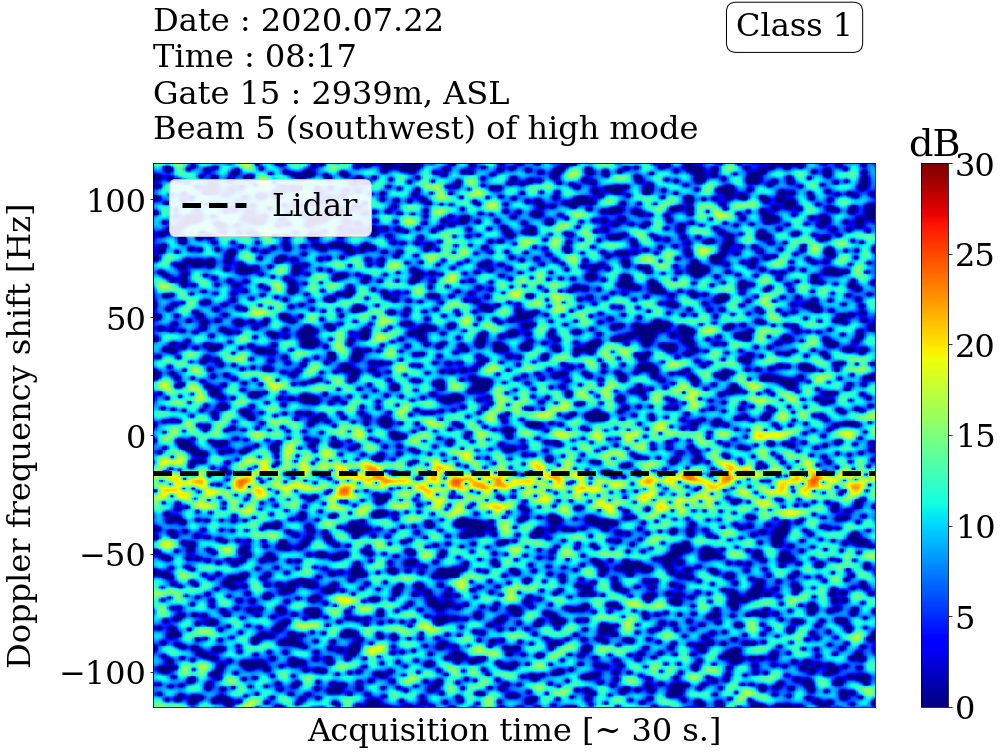 Date : 2020.07.22
Class 1
Time : 08:17
Gate 15 : 2939m, ASL
Beam 5 (southwest) of high mode
dB
Lidar
Doppler frequency shift [Hz]
100
50
0
−50
−100
30
25
20
15
10
5
0
Acquisition time [~ 30 s.]